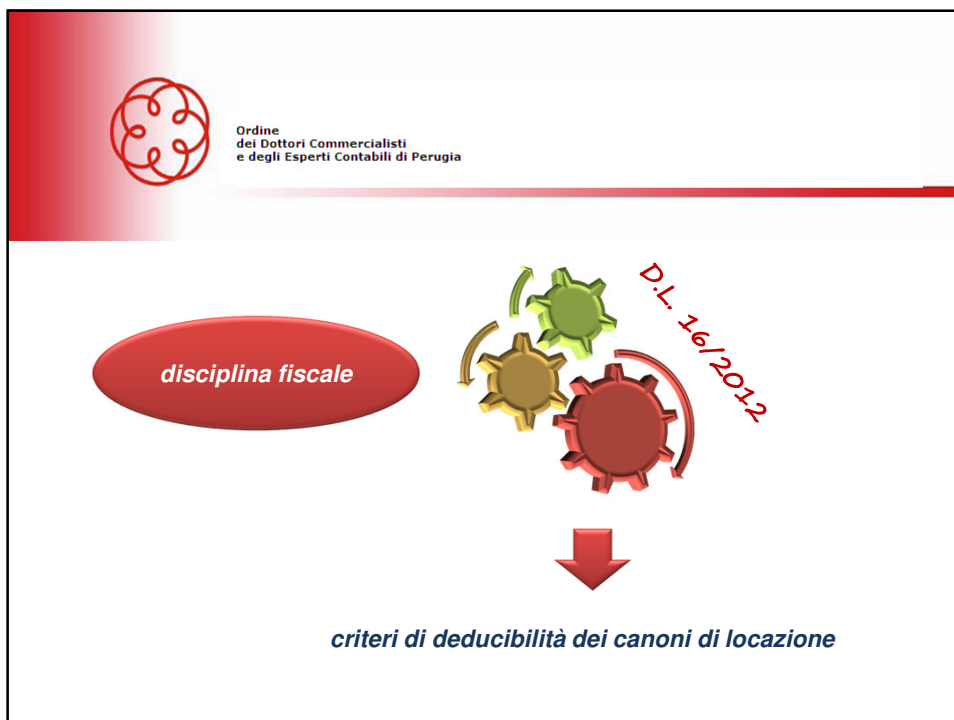 Ordine
dei Dottori Commercialisti
e degli Esperti Contabili di Perugia
disciplina fiscale
D.L. 16/2012
criteri di deducibilità dei canoni di locazione